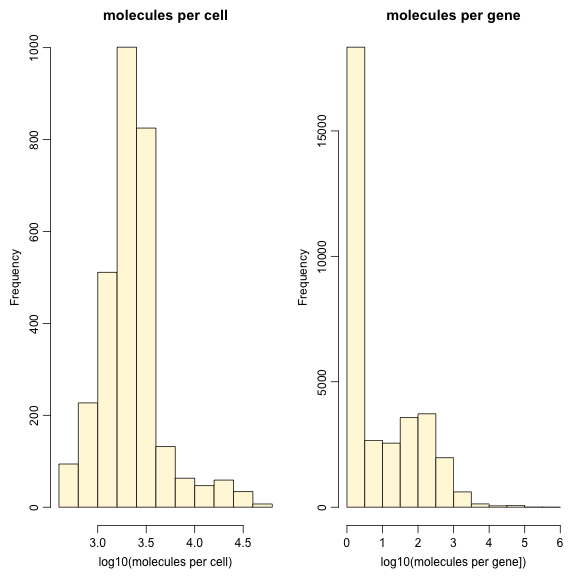 molecules per cell
Frequency
0
200
400
600
800
1000
3.0 3.5 4.0 4.5
log10(molecules per cell)
molecules per gene
Frequency
0
5000
10000
15000
0 1 2 3 4 5 6
log10(molecules per gene])